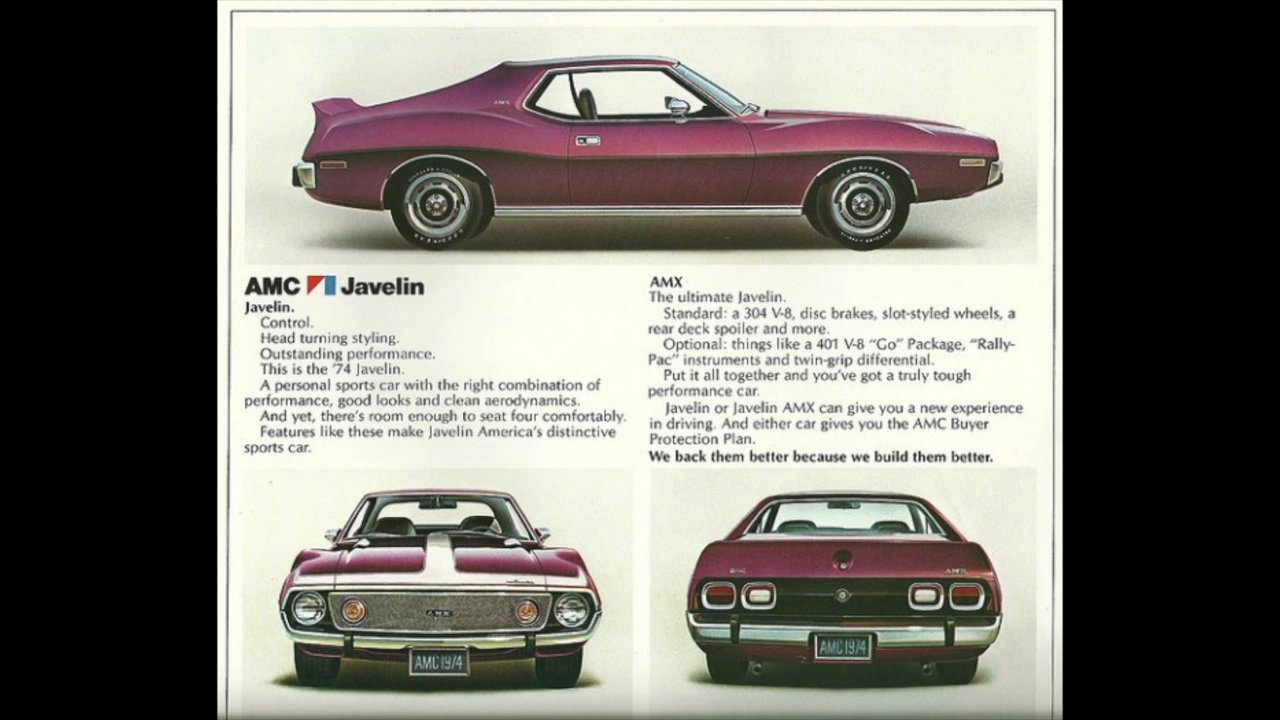 AMX
AMC Javelin
Javelin.
Control.
Head turning styling.
Outstanding performance.
This is the '74 Javelin.
A personal sports car with the right combination of
performance, good looks and clean aerodynamics.
And yet, there's room enough to seat four comfortably.
Features like these make Javelin America's distinctive
sports car.
AMX
The ultimate Javelin.
Standard: a 304 V-8, disc brakes, slot-styled wheels, a
rear deck spoiler and more.
Optional: things like a 401 V-8 “Go” Package, “Rally-
Pac” instruments and twin-grip differential.
Put it all together and you've got a truly tough
performance car.
Javelin or Javelin AMX can give you a new experience
in driving. And either car gives you the AMC Buyer
Protection Plan.
We back them better because we build them better.
AMX
AMC 1974
AMX
AMC 1974